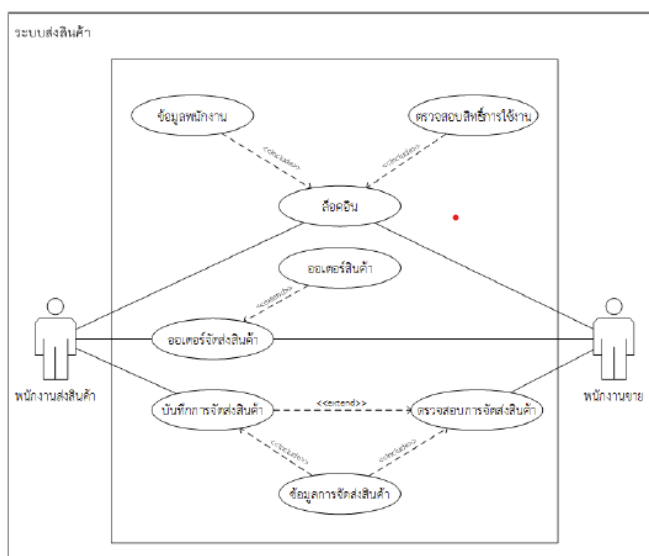 ระบบส่งสินค้า
ข้อมูลพนักงาน
ตรวจสอบสิทธิ์การใช้งาน
<<include>>
<<include>>
ล็อคอิน
ออเดอร์สินค้า
<<extend>>
ออเดอร์จัดส่งสินค้า
พนักงานส่งสินค้า
พนักงานขาย
บันทึกการจัดส่งสินค้า
<<extend>>
ตรวจสอบการจัดส่งสินค้า
<<include>>
<<include>>
ข้อมูลการจัดส่งสินค้า